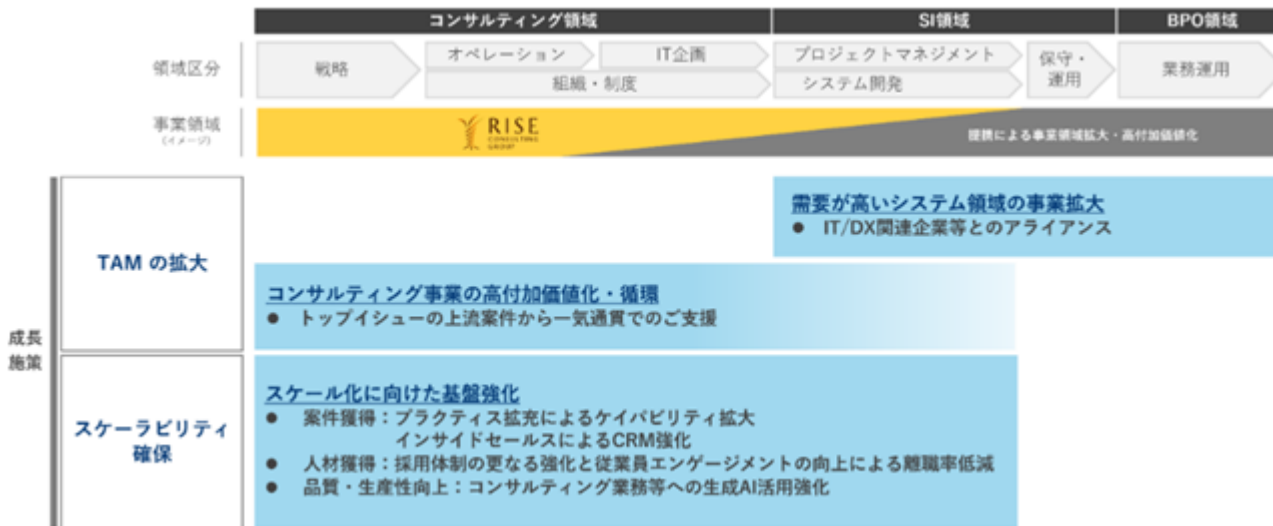 コンサルティング領域
SI領域
BPO領域
領域区分
戦略
オペレーション
IT企画
組織・制度
プロジェクトマネジメント
システム開発
保守・
運用
業務運用
事業領域
(イメージ)
RISE
CONSULTING
GROUP
提携による事業領域拡大・高付加価値化
成長
施策
TAM の拡大
需要が高いシステム領域の事業拡大
● IT/DX関連企業等とのアライアンス
コンサルティング事業の高付加価値化・循環
● トップイシューの上流案件から一気通貫でのご支援
スケーラビリティ
確保
スケール化に向けた基盤強化
● 案件獲得：プラクティス拡充によるケイパビリティ拡大
インサイドセールスによるCRM強化
● 人材獲得：採用体制の更なる強化と従業員エンゲージメントの向上による離職率低減
● 品質・生産性向上：コンサルティング業務等への生成AI活用強化